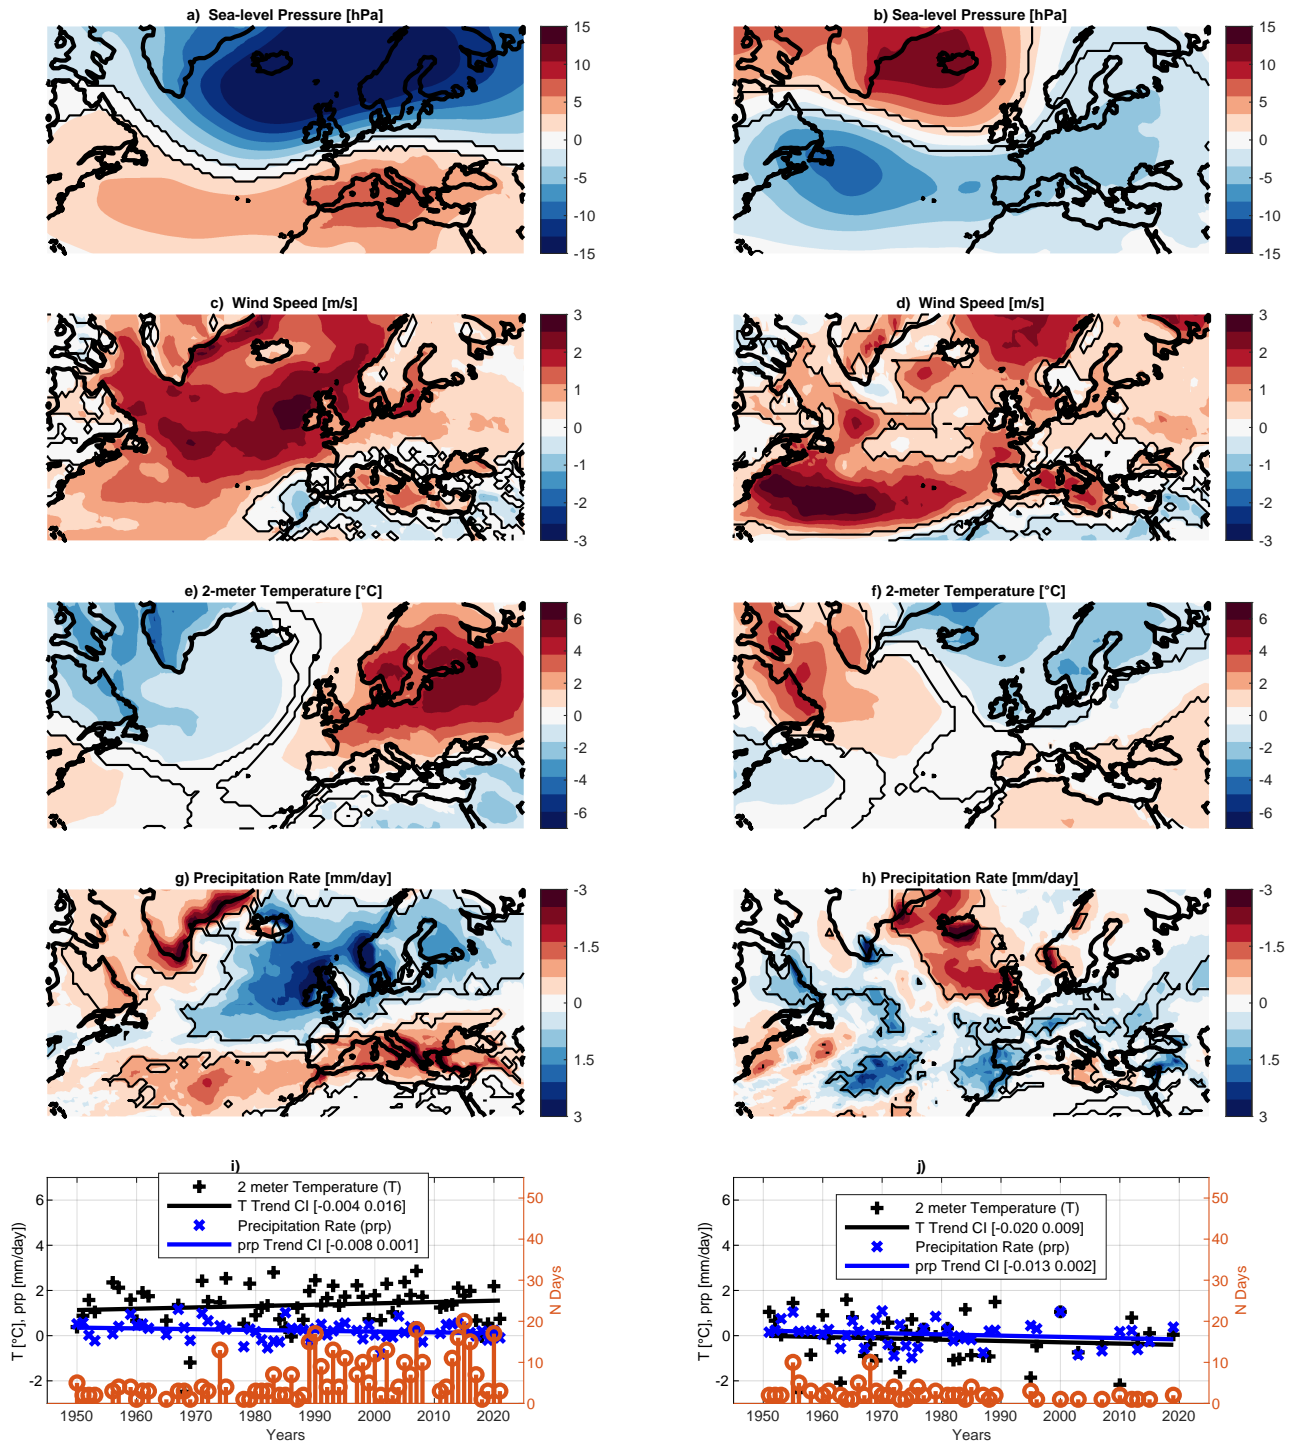 a)  Sea-level Pressure [hPa]
15
10
5
0
-5
-10
-15
b) Sea-level Pressure [hPa]
15
10
5
0
-5
-10
-15
c)  Wind Speed [m/s]
3
2
1
0
-1
-2
-3
d)  Wind Speed [m/s]
3
2
1
0
-1
-2
-3
e) 2-meter Temperature [°C]
6
4
2
0
-2
-4
-6
f) 2-meter Temperature [°C]
6
4
2
0
-2
-4
-6
g) Precipitation Rate [mm/day]
-3
-1.5
0
1.5
3
h) Precipitation Rate [mm/day]
-3
-1.5
0
1.5
3
i)
2 meter Temperature (T)
T Trend CI [-0.004 0.016]
Precipitation Rate (prp)
prp Trend CI [-0.008 0.001]
T [°C], prp [mm/day])
6
4
2
0
-2
50
40
30
20
10
0
N Days
1950 1960 1970 1980 1990 2000 2010 2020
Years
j)
2 meter Temperature (T)
T Trend CI [-0.020 0.009]
Precipitation Rate (prp)
prp Trend CI [-0.013 0.002]
T [°C], prp [mm/day])
6
4
2
0
-2
50
40
30
20
10
0
N Days
1950 1960 1970 1980 1990 2000 2010 2020
Years